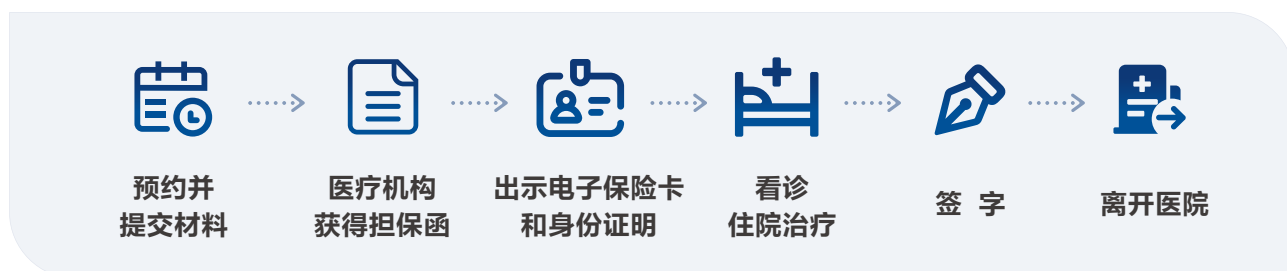 预约并
提交材料
医疗机构
获得担保函
出示电子保险卡
和身份证明
看诊
住院治疗
签 字
离开医院